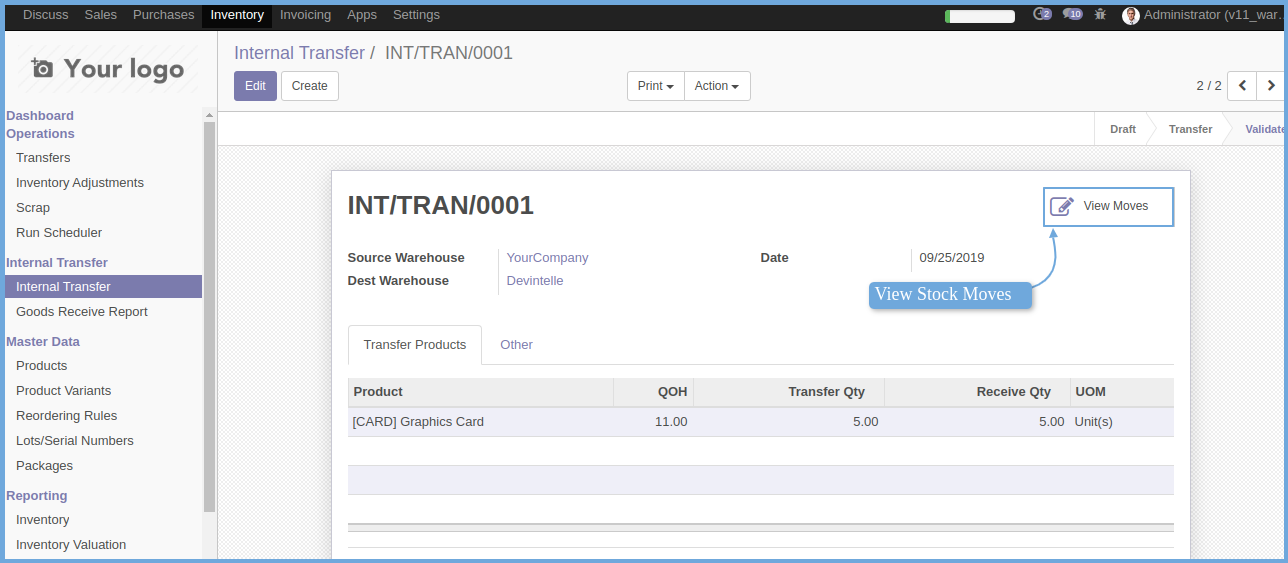 Discuss Sales Purchases Inventory Invoicing Apps Settings 2 10 Administrator (v11_war...
Your logo
Internal Transfer / INT/TRAN/0001
Edit Create Print Action 2 / 2
Dashboard
Operations
Transfers
Inventory Adjustments
Scrap
Run Scheduler
Internal Transfer
Internal Transfer
Goods Receive Report
Master Data
Products
Product Variants
Reordering Rules
Lots/Serial Numbers
Packages
Reporting
Inventory
Inventory Valuation
Draft Transfer Validate
INT/TRAN/0001
View Moves
Source Warehouse YourCompany Date 09/25/2019
Dest Warehouse Devintelle
View Stock Moves
Transfer Products Other
Product QOH Transfer Qty Receive Qty UOM
[CARD] Graphics Card 11.00 5.00 5.00 Unit(s)